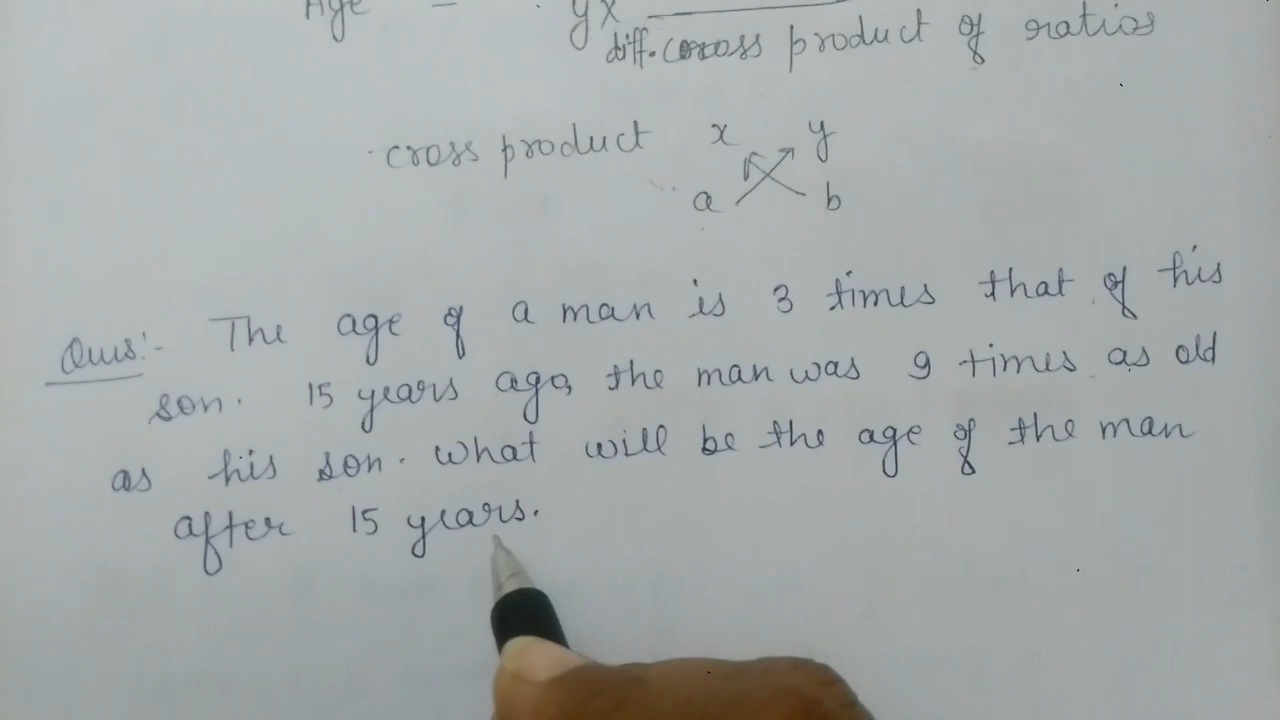 Age = yx
diff. cross product of ratios
cross product x y
a b
Ques:- The age of a man is 3 times that of his
son. 15 years ago, the man was 9 times as old
as his son. What will be the age of the man
after 15 years.